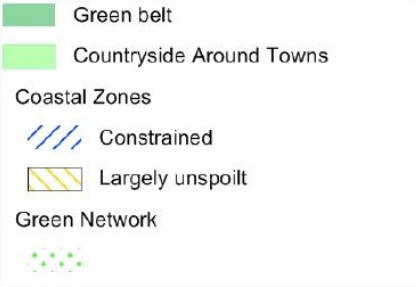 Green belt
Countryside Around Towns
Coastal Zones
Constrained
Largely unspoilt
Green Network